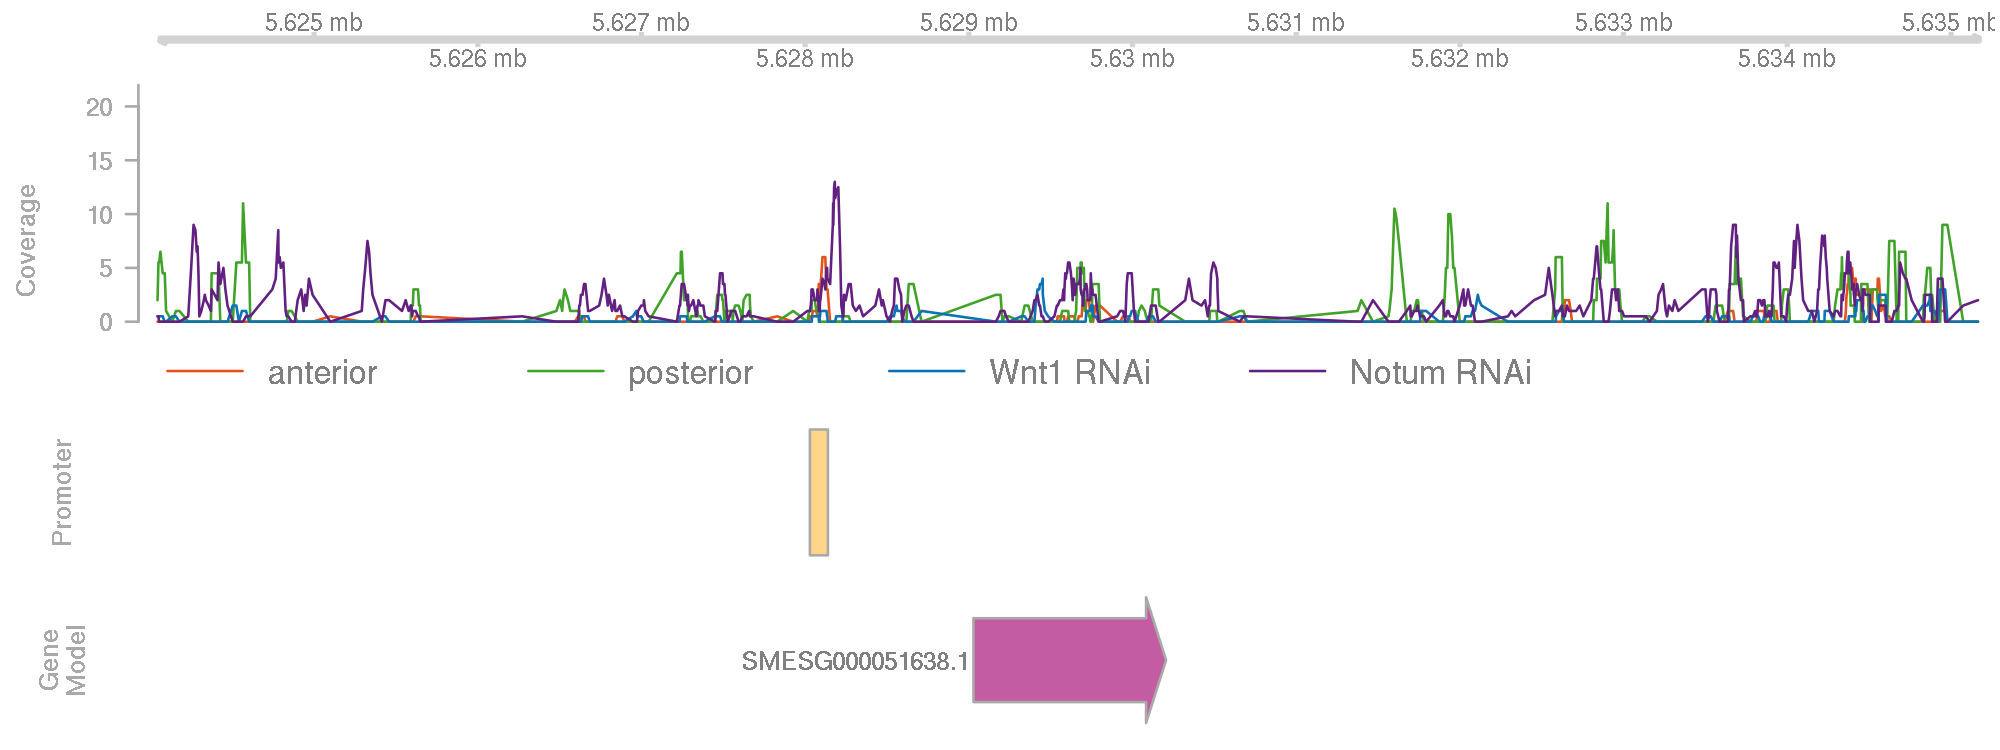 5.625 mb 5.627 mb 5.629 mb 5.631 mb 5.633 mb 5.635 mb
5.626 mb 5.628 mb 5.63 mb 5.632 mb 5.634 mb
20
15
10
5
0
Coverage
anterior posterior Wnt1 RNAi Notum RNAi
Promoter
Gene
Model
SMESG000051638.1